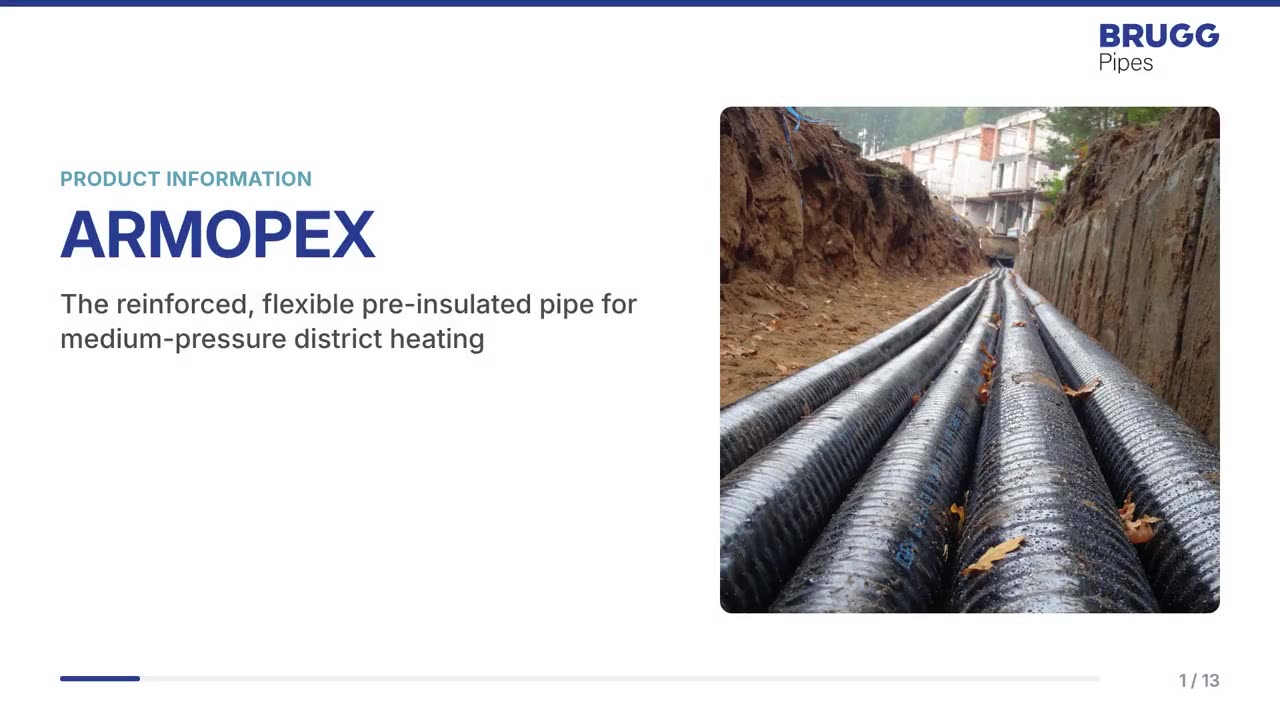 BRUGG
Pipes
PRODUCT INFORMATION
ARMOPEX
The reinforced, flexible pre-insulated pipe for
medium-pressure district heating
1 / 13